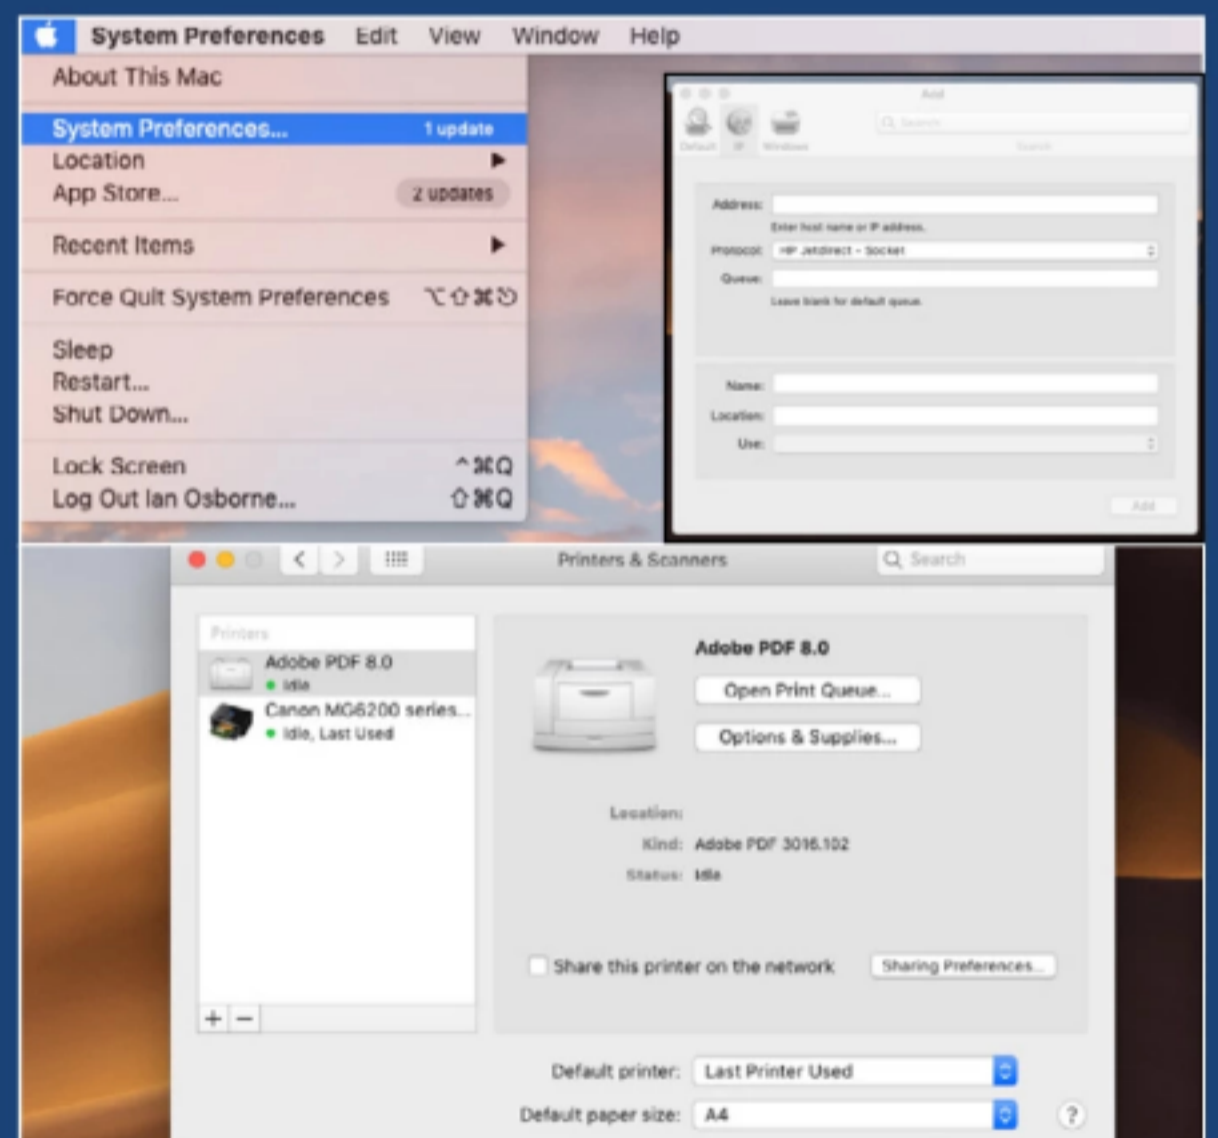 System Preferences Edit View Window Help
About This Mac
System Preferences... 1 update
Location
App Store... 2 updates
Recent Items
Force Quit System Preferences ⌥⇧⌘⎋
Sleep
Restart...
Shut Down...
Lock Screen ^⌘Q
Log Out Ian Osborne... ⇧⌘Q
Add
Search
Default IP Windows Search
Address:
Enter host name or IP address.
Protocol: HP Jetdirect - Socket
Queue:
Leave blank for default queue.
Name:
Location:
Use:
Add
Printers & Scanners Search
Printers
Adobe PDF 8.0
Idle
Canon MG6200 series...
Idle, Last Used
+ −
Adobe PDF 8.0
Open Print Queue...
Options & Supplies...
Location:
Kind: Adobe PDF 3016.102
Status: Idle
Share this printer on the network Sharing Preferences...
Default printer: Last Printer Used
Default paper size: A4 ?